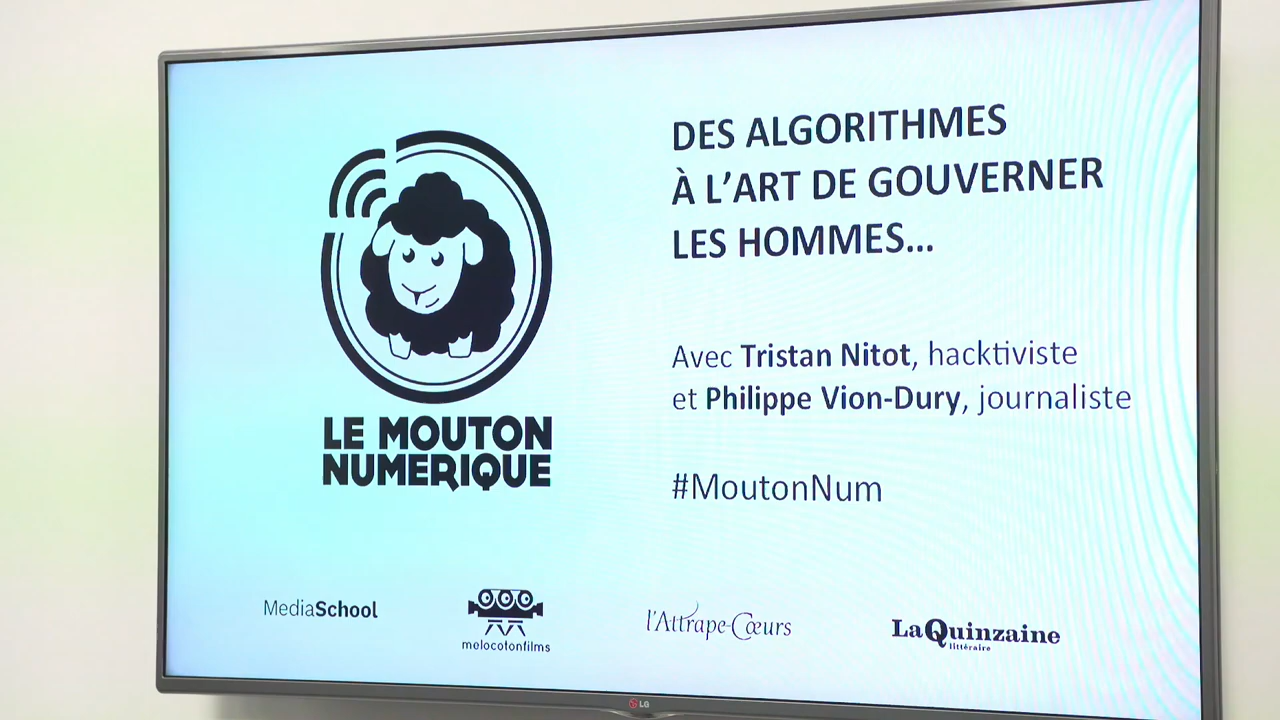 DES ALGORITHMES
À L'ART DE GOUVERNER
LES HOMMES...
Avec Tristan Nitot, hacktiviste
et Philippe Vion-Dury, journaliste
#MoutonNum
LE MOUTON
NUMERIQUE
MediaSchool
melocotonfilms
l'Attrape-Cœurs
LaQuinzaine
littéraire
LG